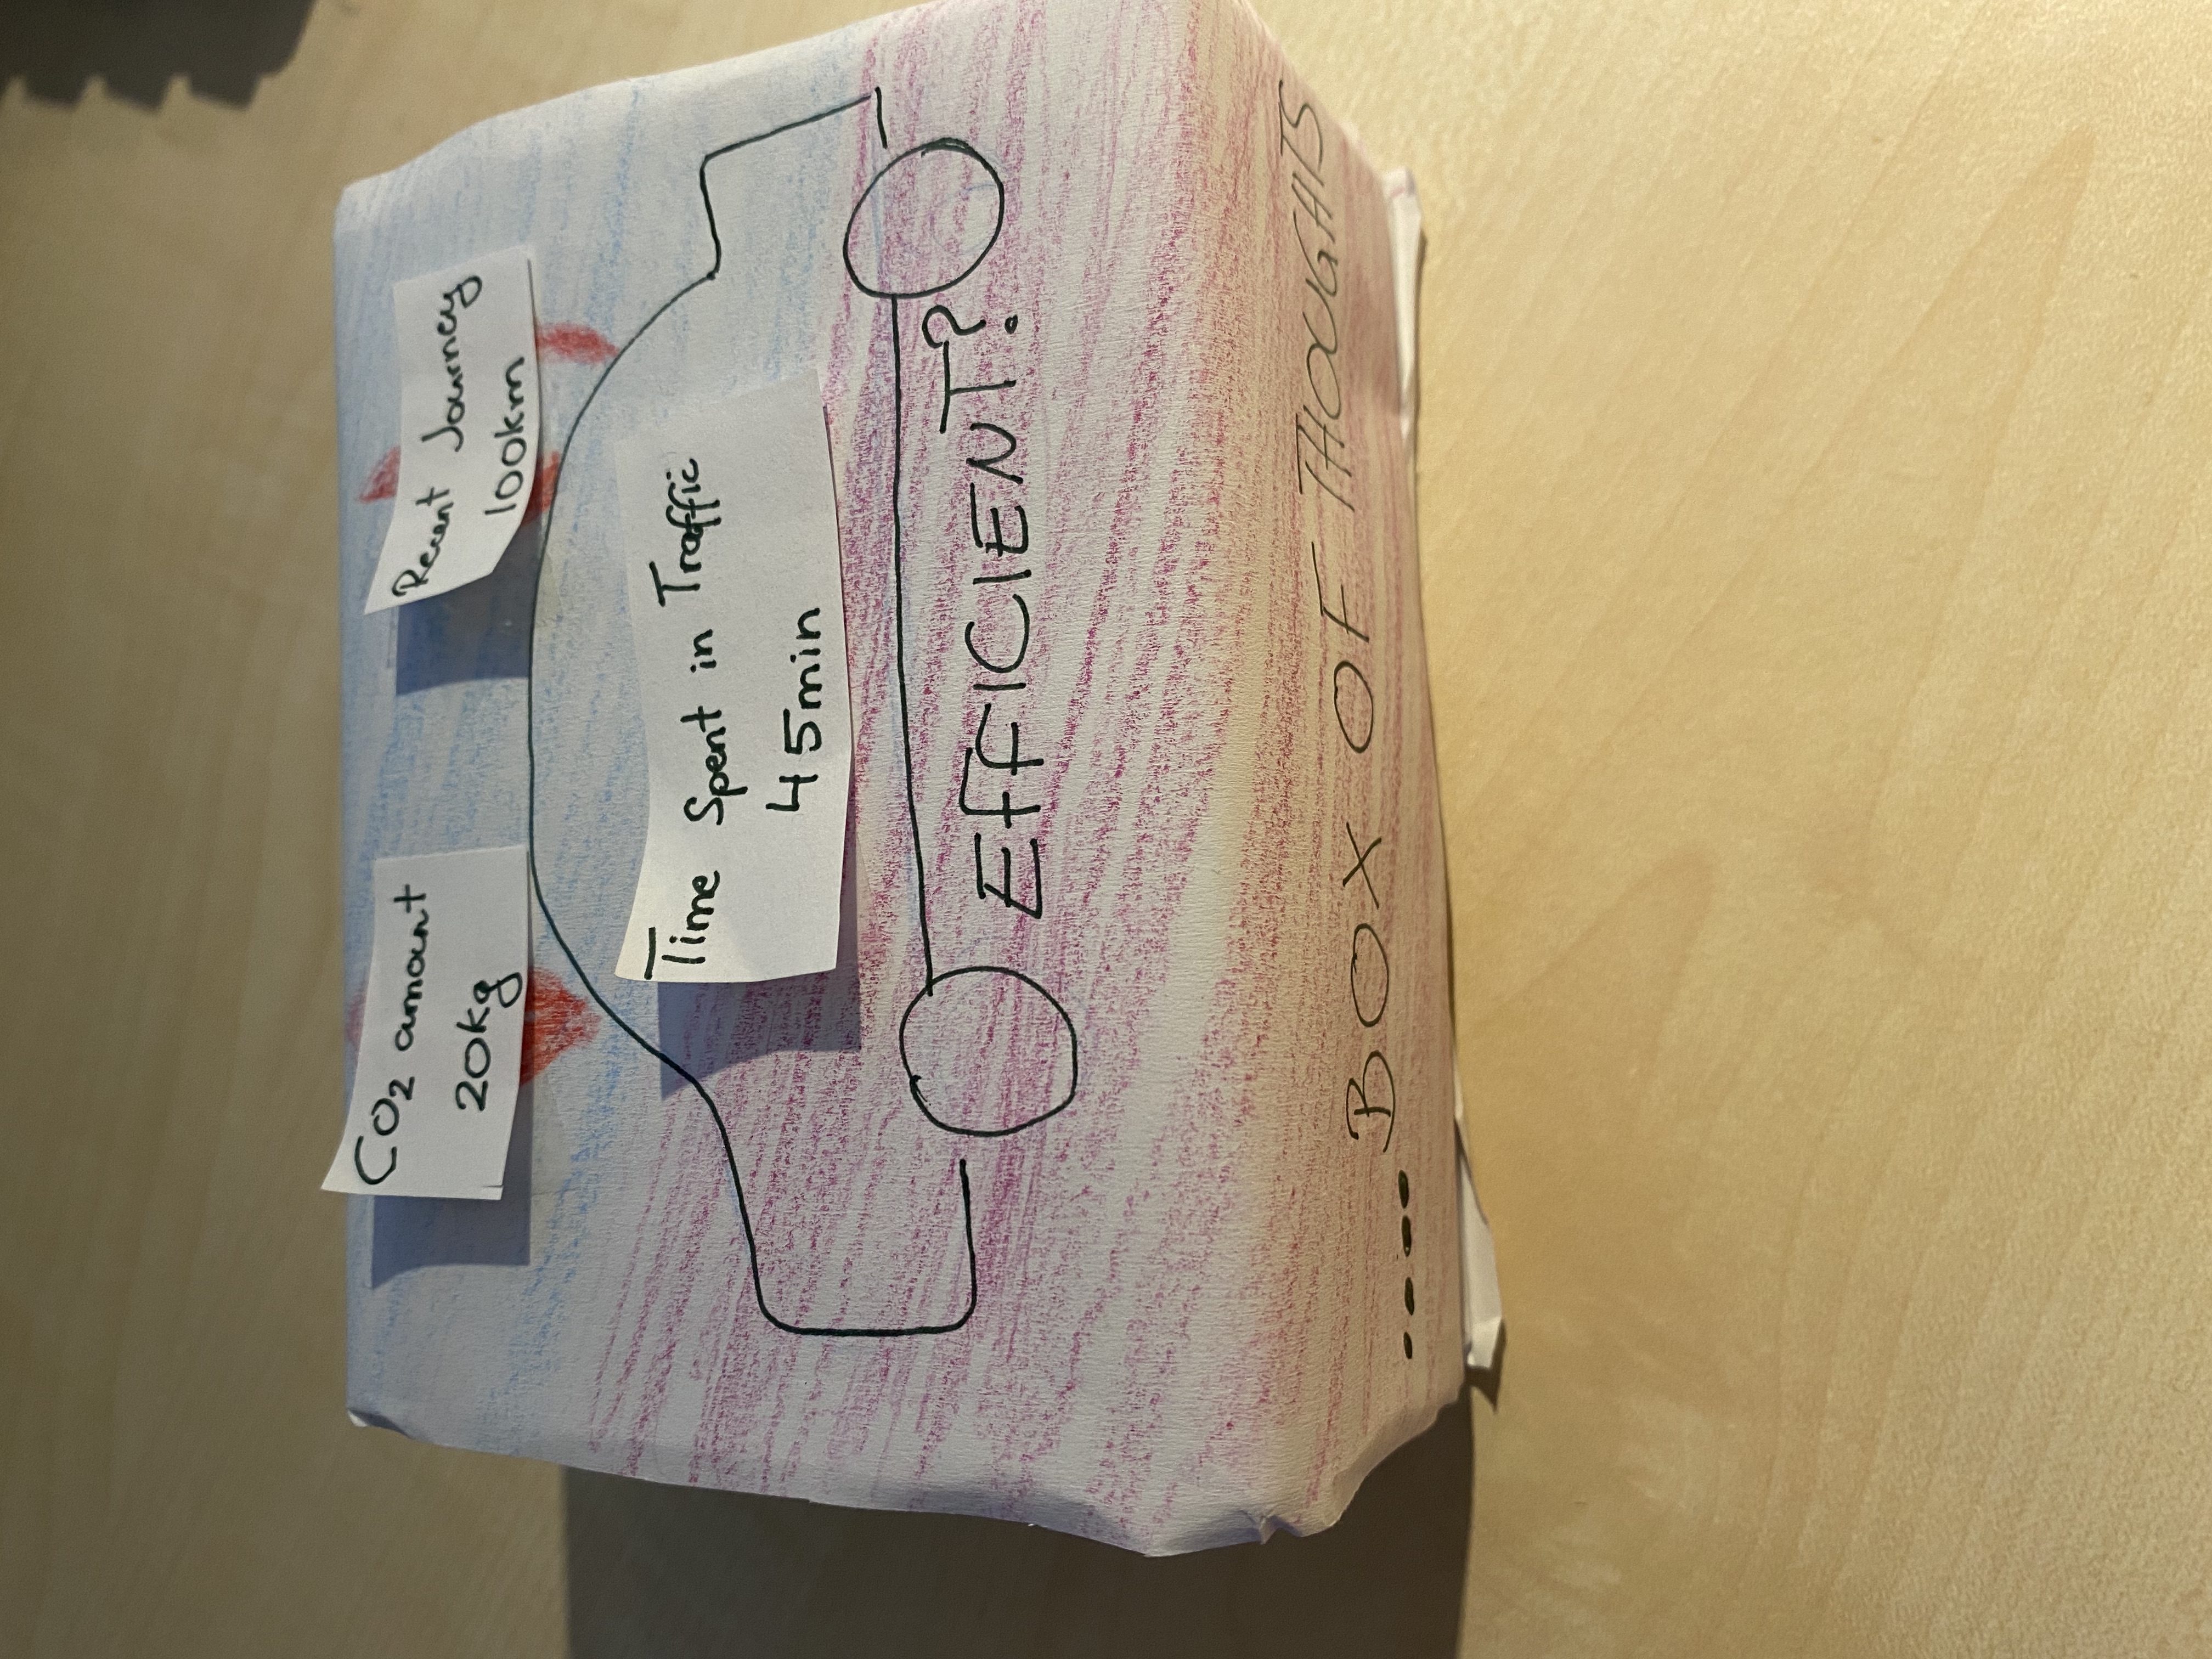 CO2 amount
20kg
Recent Journey
100km
Time Spent in Traffic
45min
EFFICIENT?
....BOX OF THOUGHTS